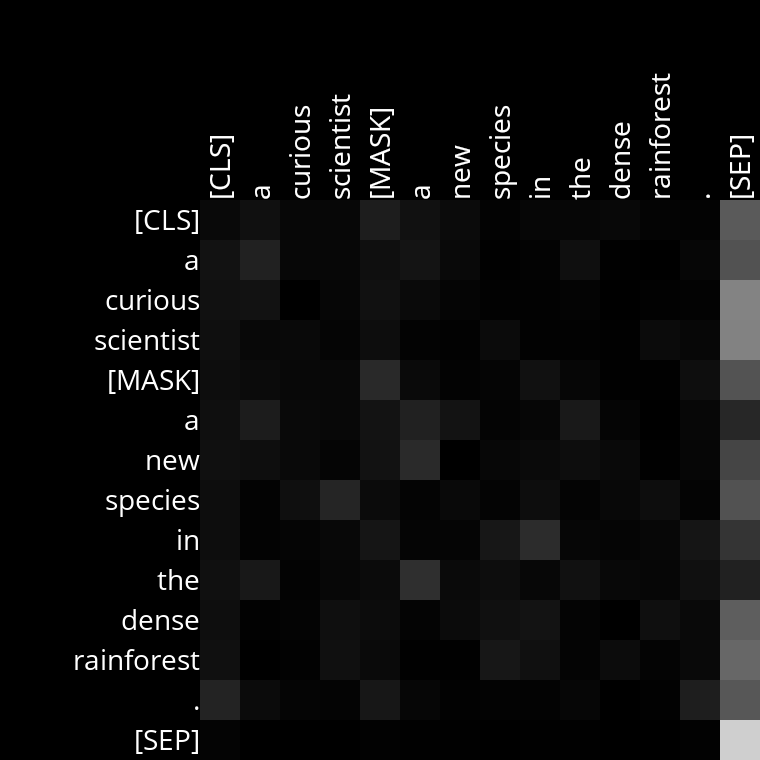 [CLS]
a
curious
scientist
[MASK]
a
new
species
in
the
dense
rainforest
.
[SEP]
[CLS]
a
curious
scientist
[MASK]
a
new
species
in
the
dense
rainforest
.
[SEP]